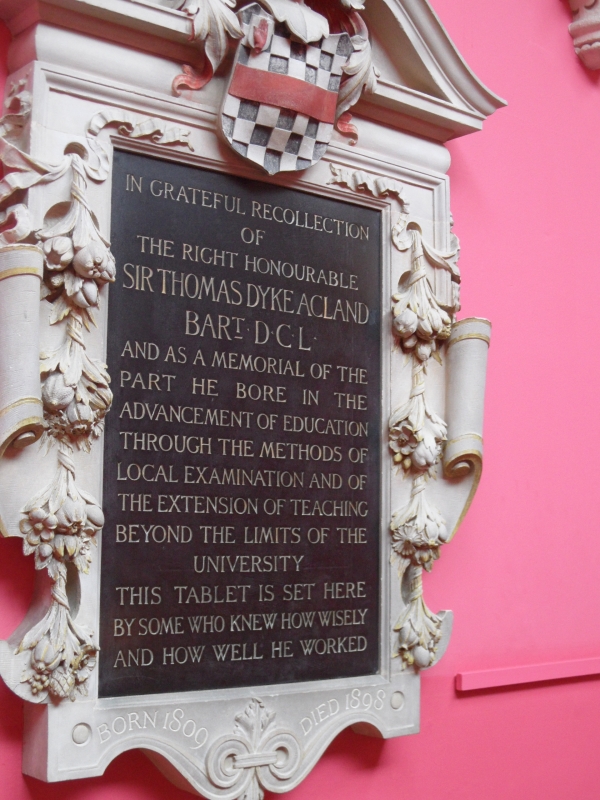 IN GRATEFUL RECOLLECTION
OF
THE RIGHT HONOURABLE
SIR THOMAS DYKE ACLAND
BART· D·C·L·
AND AS A MEMORIAL OF THE
PART HE BORE IN THE
ADVANCEMENT OF EDUCATION
THROUGH THE METHODS OF
LOCAL EXAMINATION AND OF
THE EXTENSION OF TEACHING
BEYOND THE LIMITS OF THE
UNIVERSITY
THIS TABLET IS SET HERE
BY SOME WHO KNEW HOW WISELY
AND HOW WELL HE WORKED
BORN 1809 DIED 1898